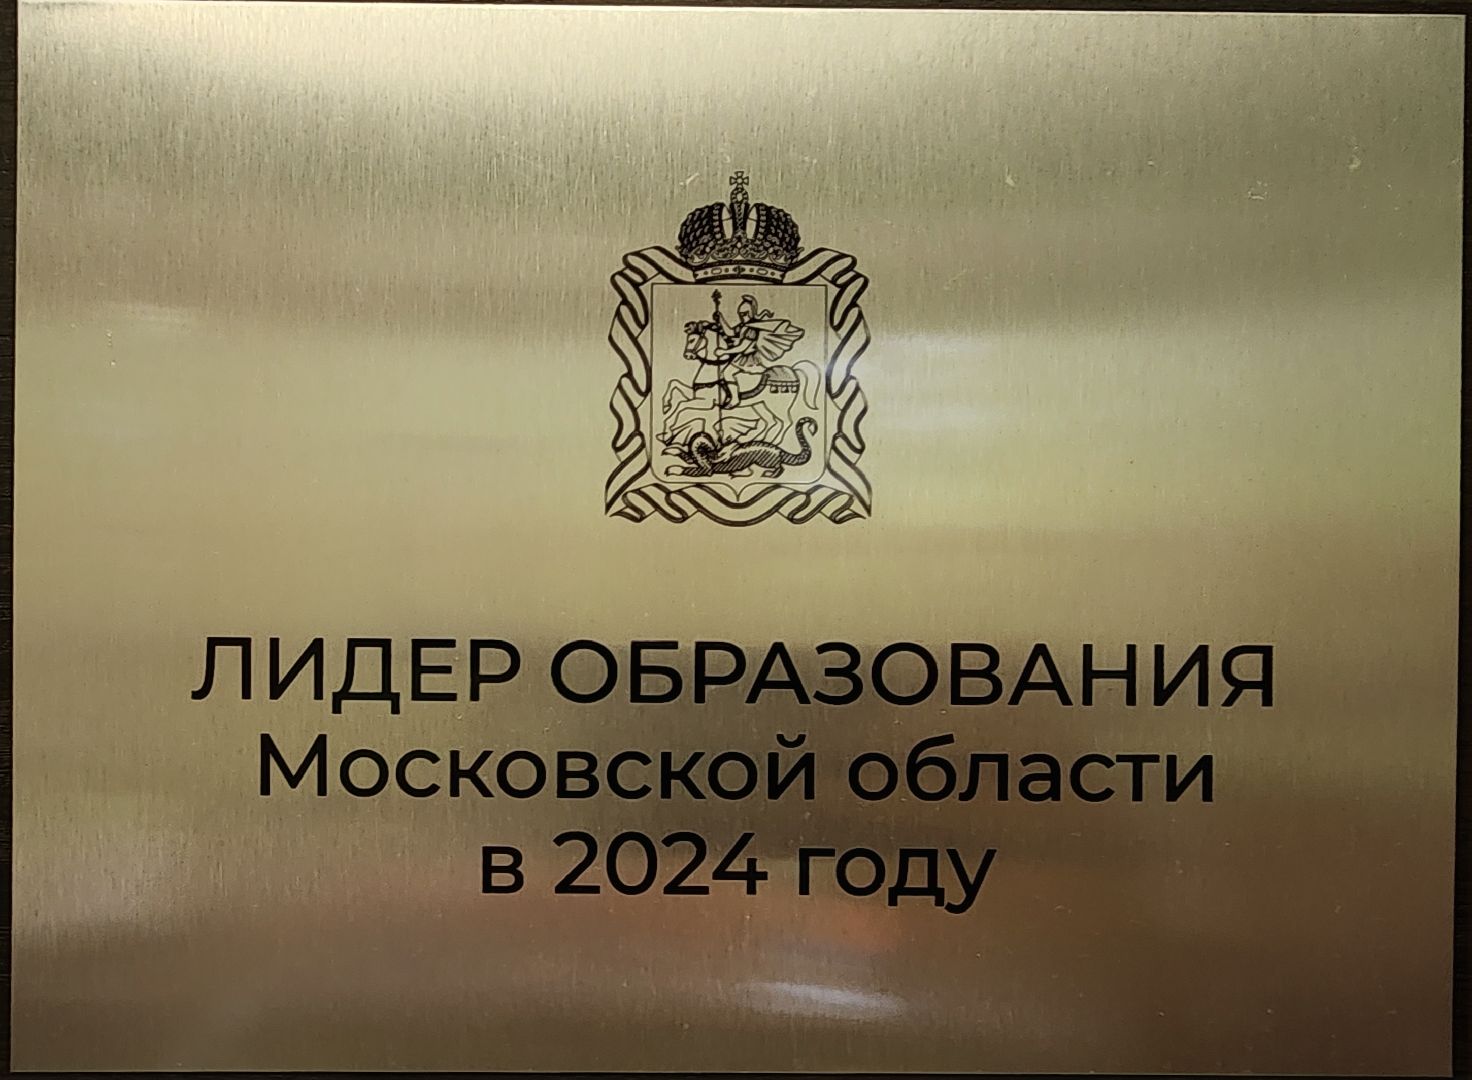 ЛИДЕР ОБРАЗОВАНИЯ
Московской области
в 2024 году